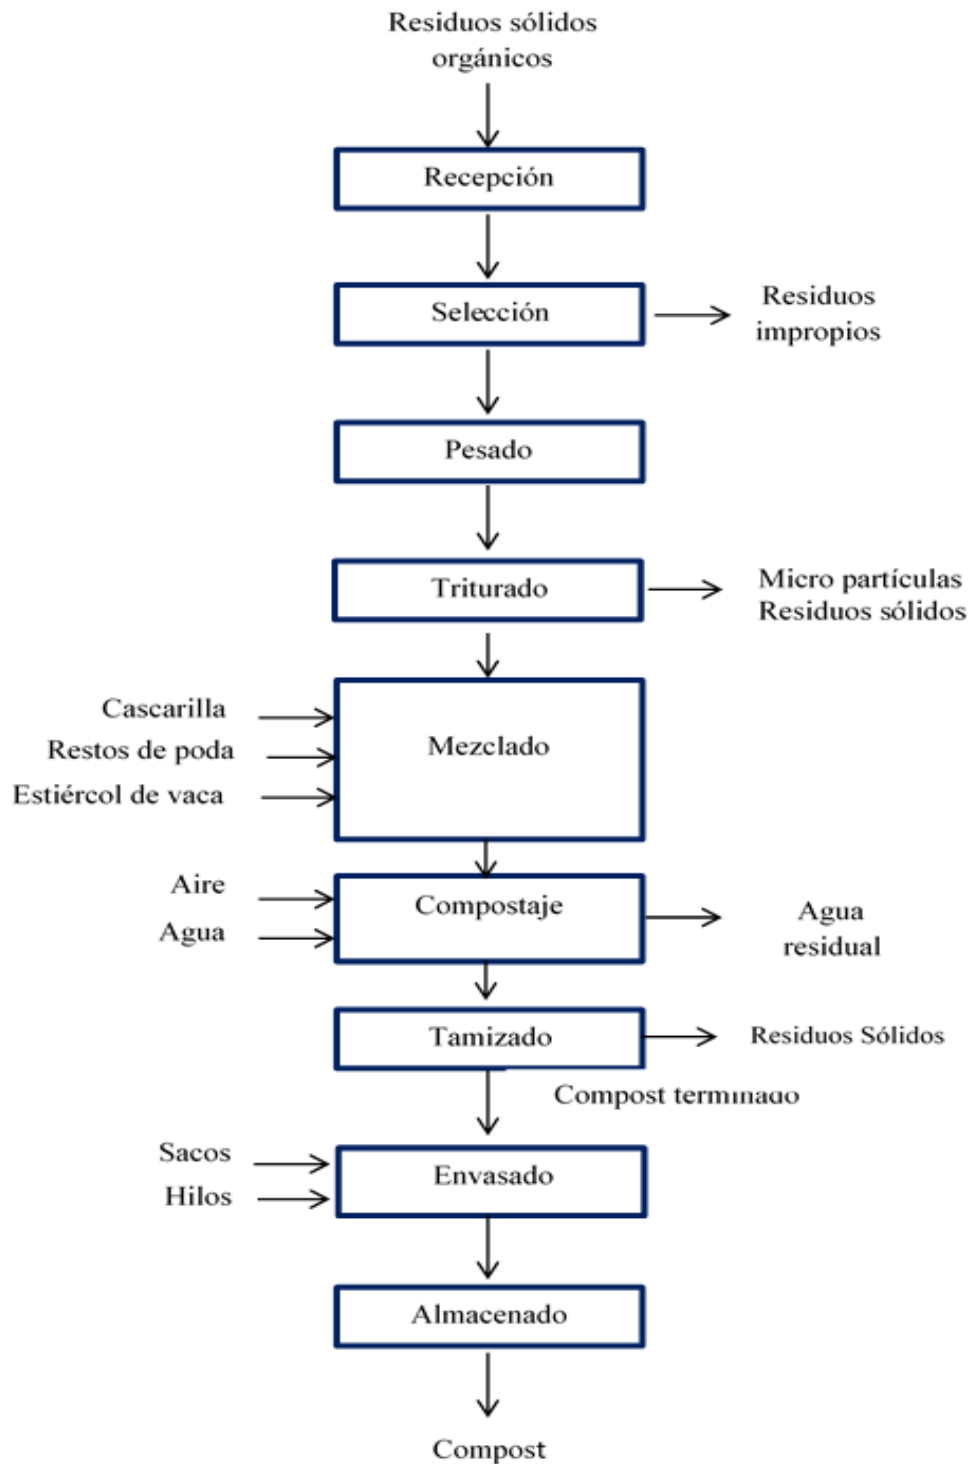 Residuos sólidos
orgánicos
Recepción
Selección
Residuos
impropios
Pesado
Triturado
Micro partículas
Residuos sólidos
Cascarilla
Restos de poda
Estiércol de vaca
Mezclado
Aire
Agua
Compostaje
Agua
residual
Tamizado
Residuos Sólidos
Compost terminado
Sacos
Hilos
Envasado
Almacenado
Compost